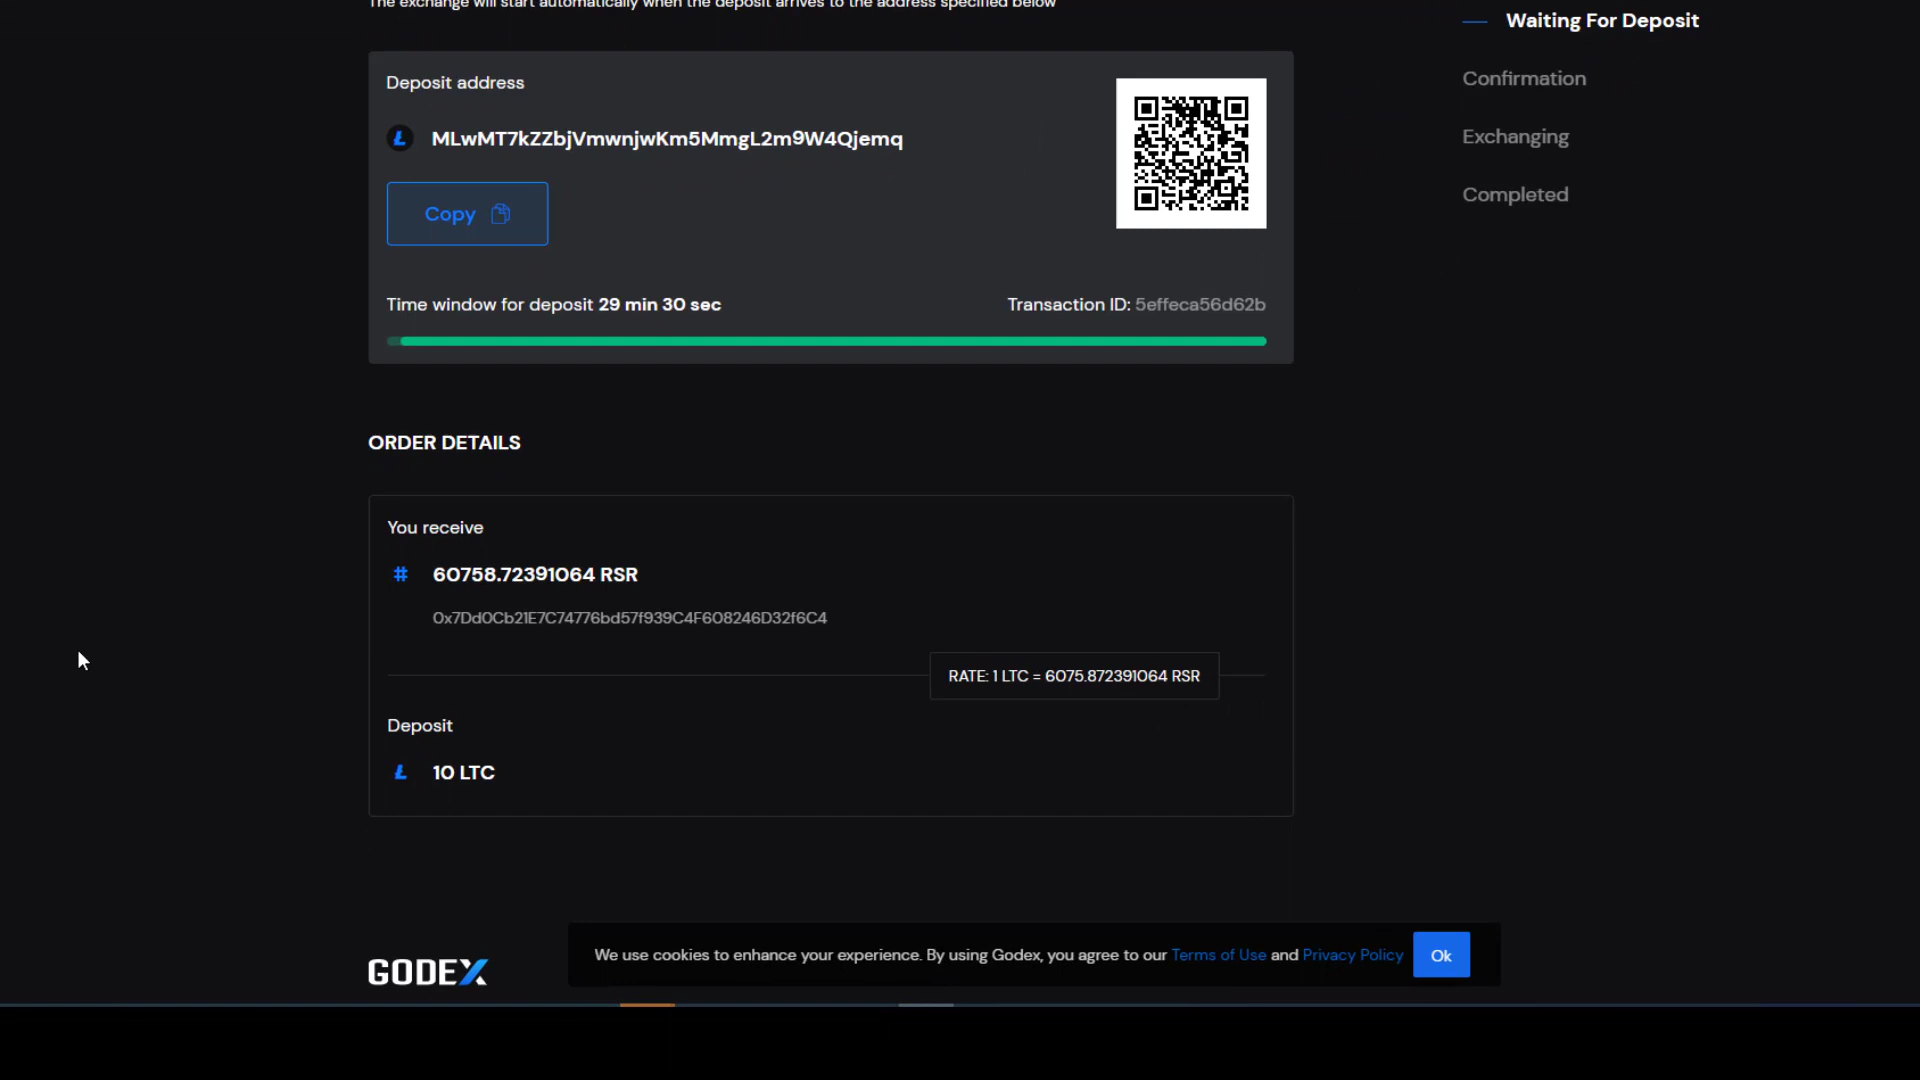 The exchange will start automatically when the deposit arrives to the address specified below
Waiting For Deposit
Deposit address
Confirmation
MLwMT7kZZbjVmwnjwKm5MmgL2m9W4Qjemq
Exchanging
Completed
Copy
Time window for deposit 29 min 30 sec
Transaction ID: 5effeca56d62b
ORDER DETAILS
You receive
60758.72391064 RSR
0x7Dd0Cb21E7C74776bd57f939C4F608246D32f6C4
RATE: 1 LTC = 6075.872391064 RSR
Deposit
10 LTC
We use cookies to enhance your experience. By using Godex, you agree to our Terms of Use and Privacy Policy
Ok
GODEX